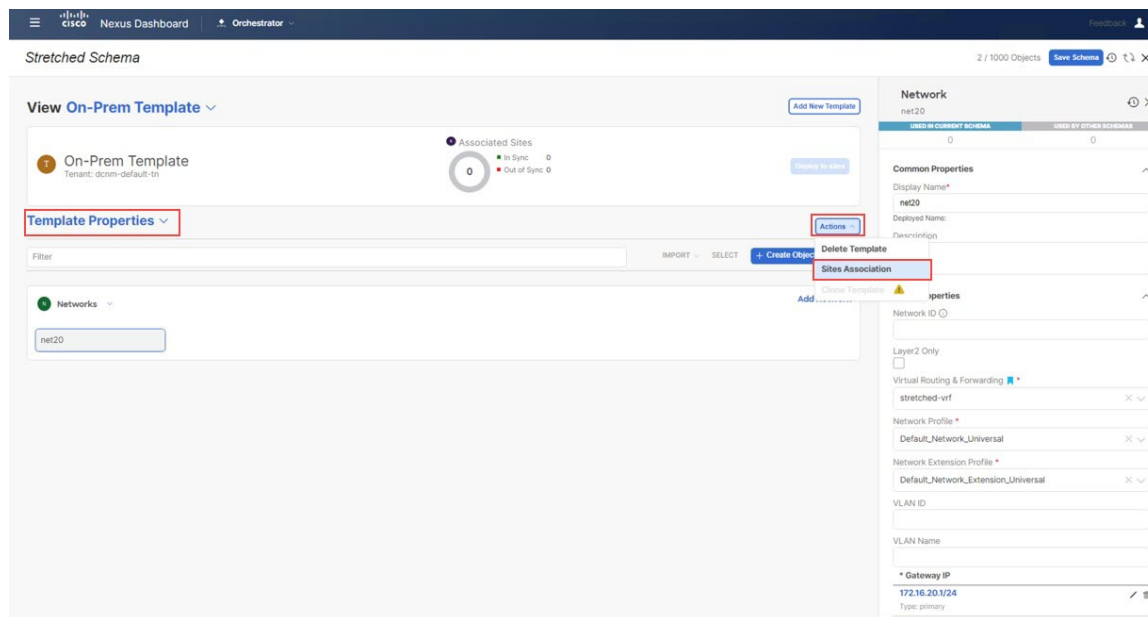 cisco Nexus Dashboard Orchestrator Feedback
Stretched Schema 2 / 1000 Objects Save Schema
View On-Prem Template Add New Template
Network
net20
USED IN CURRENT SCHEMA USED BY OTHER SCHEMAS
0 0
T On-Prem Template
Tenant: dcnm-default-tn
Associated Sites
0
In Sync 0
Out of Sync 0
Deploy to sites
Template Properties Actions
Delete Template
Sites Association
Clone Template
Filter IMPORT SELECT + Create Objec
N Networks Add
net20
Common Properties
Display Name*
net20
Deployed Name:
Description
operties
Network ID
Layer2 Only
Virtual Routing & Forwarding *
stretched-vrf
Network Profile *
Default_Network_Universal
Network Extension Profile *
Default_Network_Extension_Universal
VLAN ID
VLAN Name
* Gateway IP
172.16.20.1/24
Type: primary